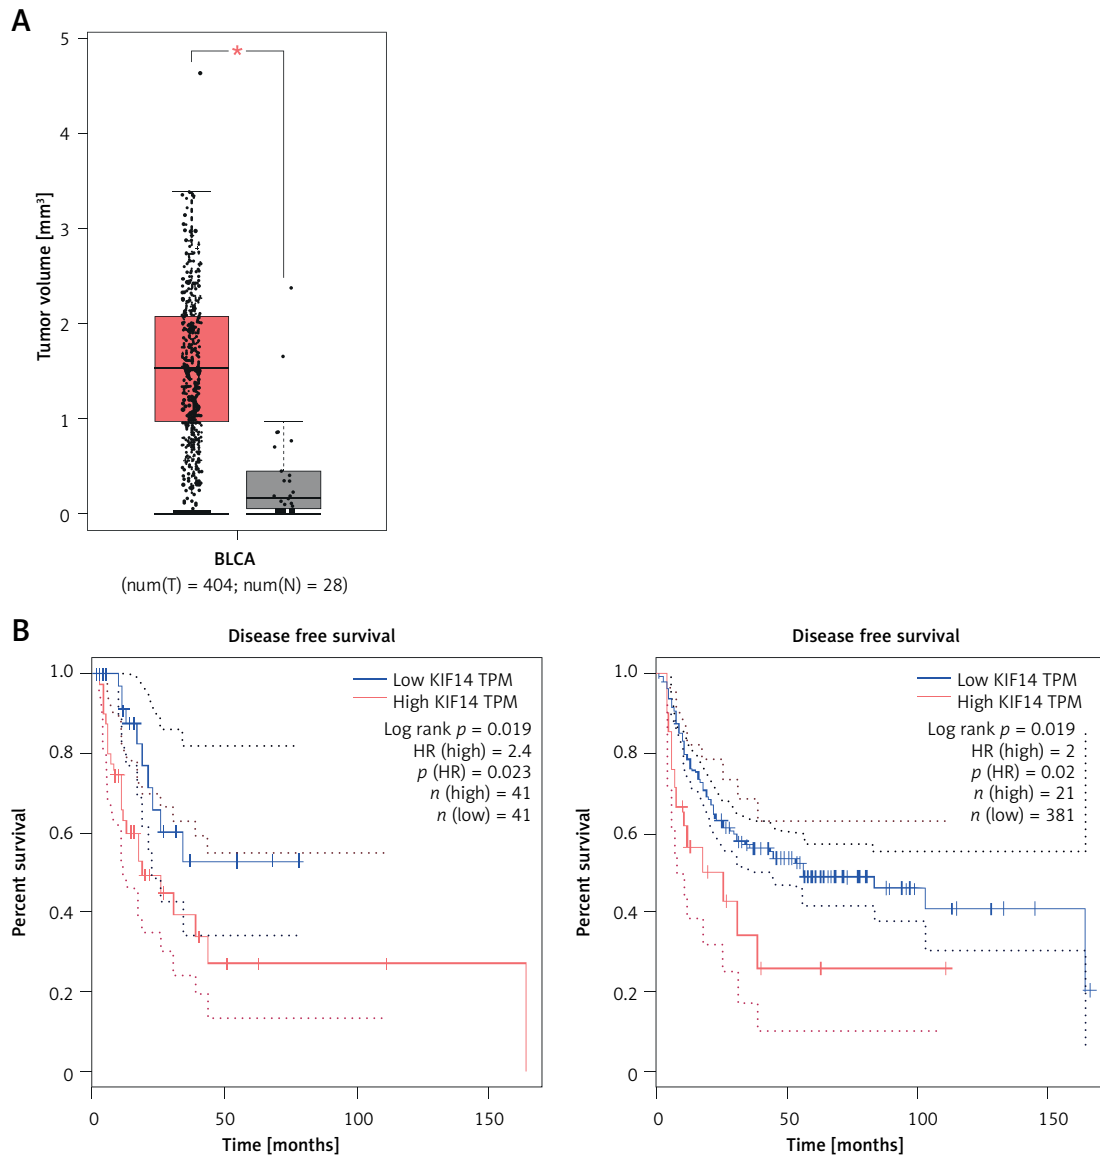 A
5
4
3
2
1
0
Tumor volume [mm³]
*
BLCA
(num(T) = 404; num(N) = 28)
B
Disease free survival
1.0
0.8
0.6
0.4
0.2
0
Percent survival
Low KIF14 TPM
High KIF14 TPM
Log rank p = 0.019
HR (high) = 2.4
p (HR) = 0.023
n (high) = 41
n (low) = 41
0 50 100 150
Time [months]
Disease free survival
1.0
0.8
0.6
0.4
0.2
0
Percent survival
Low KIF14 TPM
High KIF14 TPM
Log rank p = 0.019
HR (high) = 2
p (HR) = 0.02
n (high) = 21
n (low) = 381
0 50 100 150
Time [months]